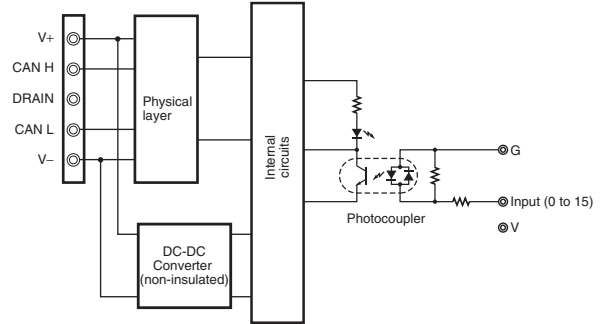 V+
CAN H
DRAIN
CAN L
V−
Physical
layer
DC-DC
Converter
(non-insulated)
Internal
circuits
Photocoupler
G
Input (0 to 15)
V